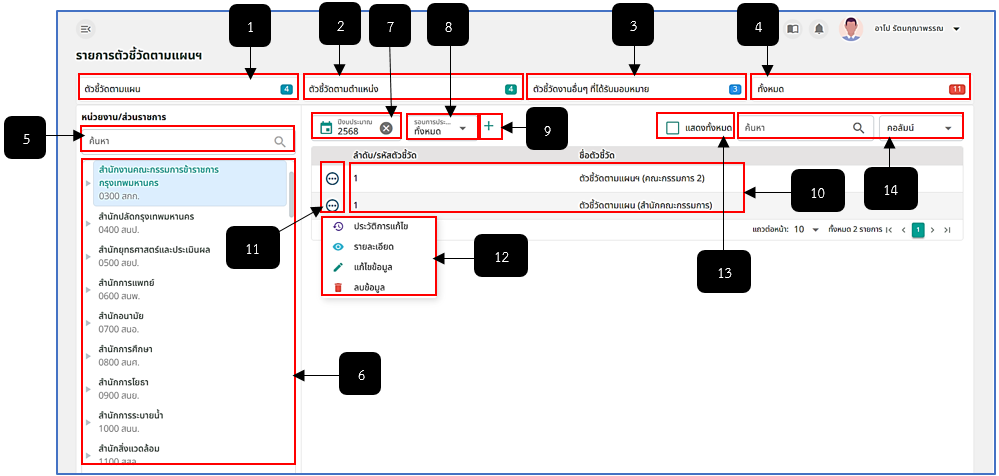 1
2
7
8
3
4
อาโป รัตนกุณาพรรณ
รายการตัวชี้วัดตามแผนฯ
ตัวชี้วัดตามแผน 4
ตัวชี้วัดตามตำแหน่ง 4
ตัวชี้วัดงานอื่นๆ ที่ได้รับมอบหมาย 3
ทั้งหมด 11
หน่วยงาน/ส่วนราชการ
5
ค้นหา
ปีงบประมาณ
2568
รอบการประ...
ทั้งหมด
9
แสดงทั้งหมด
ค้นหา
คอลัมน์
ลำดับ/รหัสตัวชี้วัด ชื่อตัวชี้วัด
1 ตัวชี้วัดตามแผนฯ (คณะกรรมการ 2)
1 ตัวชี้วัดตามแผน (สำนักคณะกรรมการ)
10
14
11
ประวัติการแก้ไข
รายละเอียด
แก้ไขข้อมูล
ลบข้อมูล
12
แถวต่อหน้า: 10 ทั้งหมด 2 รายการ 1
13
สำนักงานคณะกรรมการข้าราชการ
กรุงเทพมหานคร
0300 สกก.
สำนักปลัดกรุงเทพมหานคร
0400 สนป.
สำนักยุทธศาสตร์และประเมินผล
0500 สยป.
สำนักการแพทย์
0600 สนพ.
สำนักอนามัย
0700 สนอ.
สำนักการศึกษา
0800 สนศ.
สำนักการโยธา
0900 สนย.
สำนักการระบายน้ำ
1000 สนน.
สำนักสิ่งแวดล้อม
1100 สสล.
6